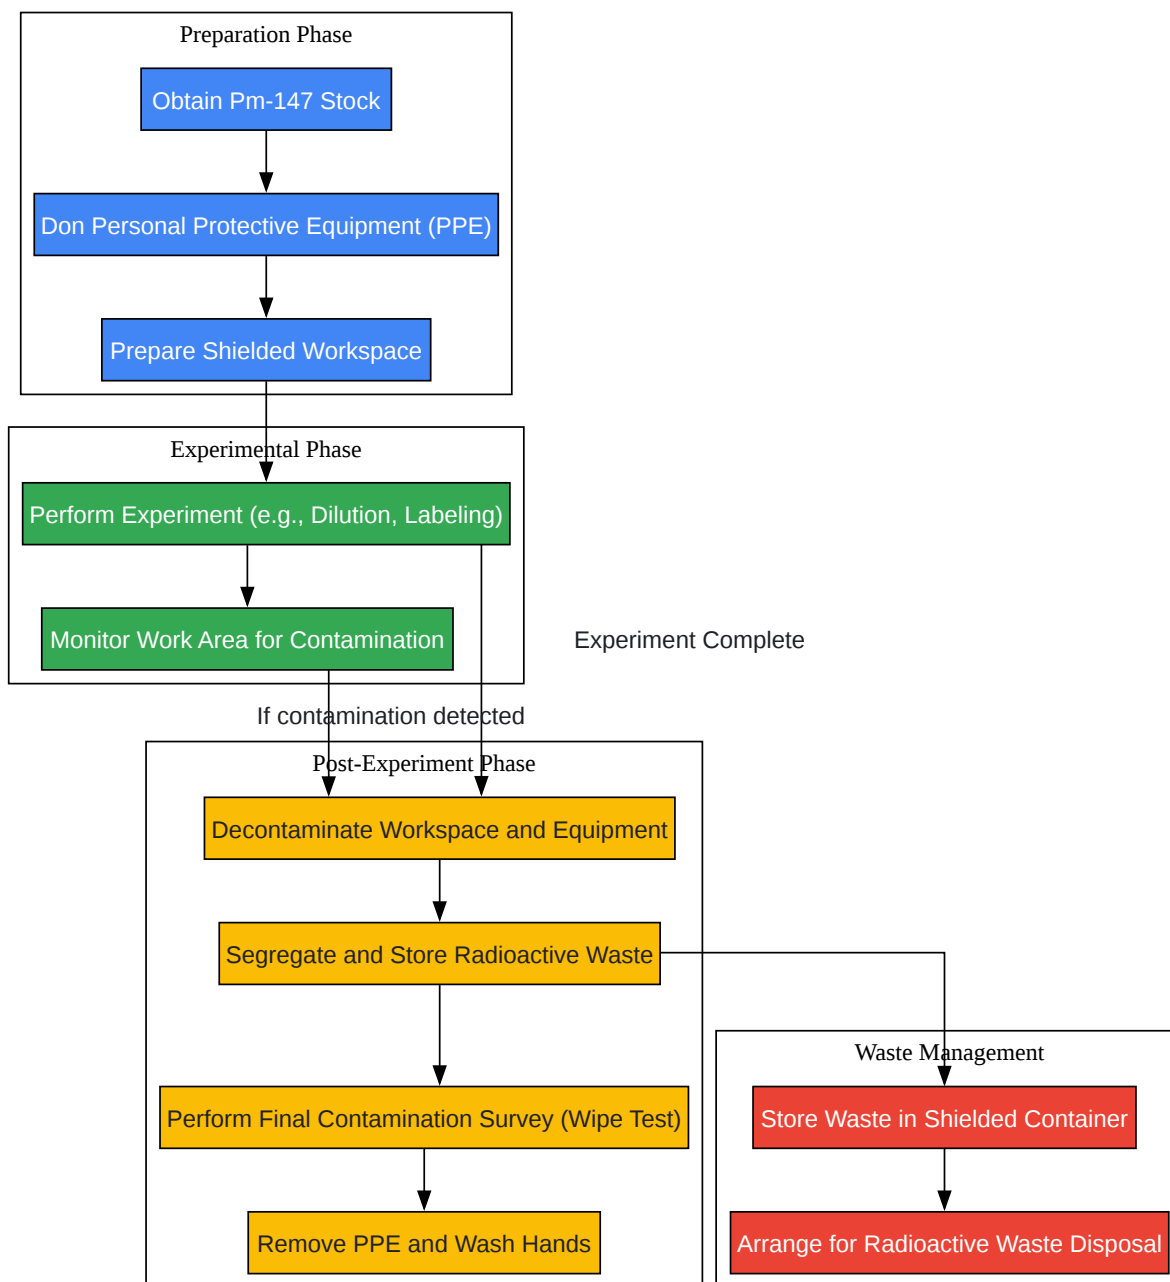 Preparation Phase
Obtain Pm-147 Stock
Don Personal Protective Equipment (PPE)
Prepare Shielded Workspace
Experimental Phase
Perform Experiment (e.g., Dilution, Labeling)
Monitor Work Area for Contamination
Experiment Complete
If contamination detected
Post-Experiment Phase
Decontaminate Workspace and Equipment
Segregate and Store Radioactive Waste
Waste Management
Perform Final Contamination Survey (Wipe Test)
Store Waste in Shielded Container
Remove PPE and Wash Hands
Arrange for Radioactive Waste Disposal